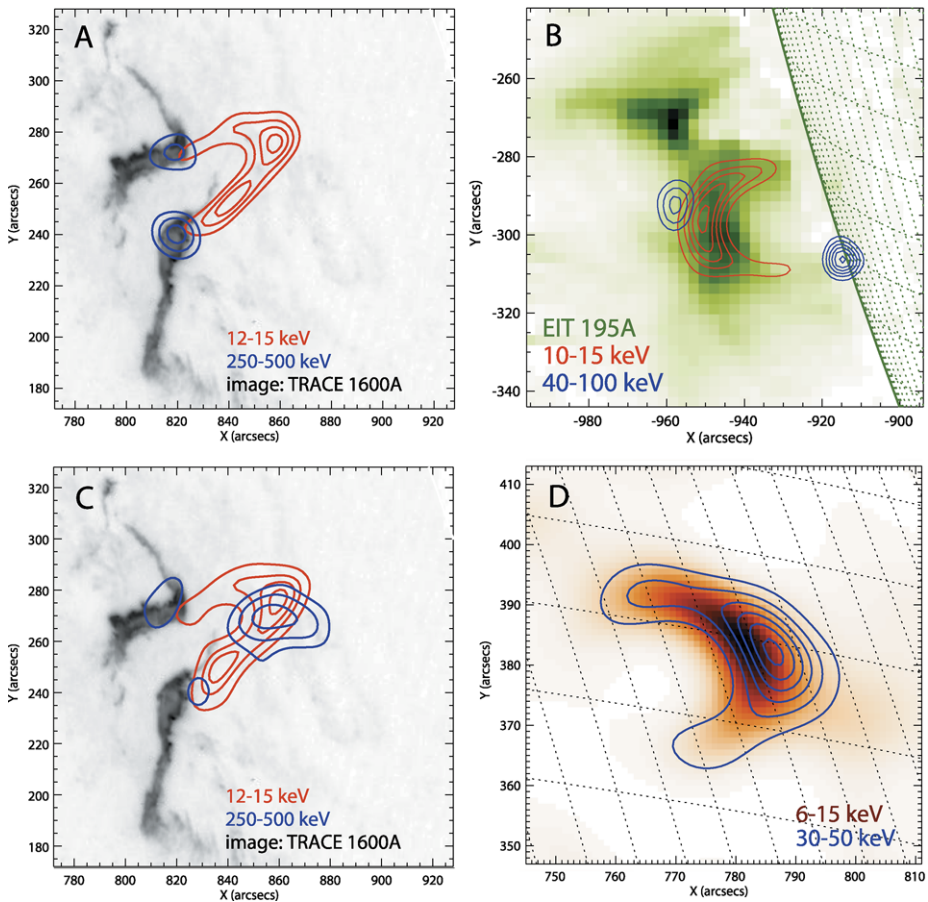 A
320
300
280
260
240
220
200
180
Y (arcsecs)
780 800 820 840 860 880 900 920
X (arcsecs)
12-15 keV
250-500 keV
image: TRACE 1600A
B
-260
-280
-300
-320
-340
Y (arcsecs)
-980 -960 -940 -920 -900
X (arcsecs)
EIT 195A
10-15 keV
40-100 keV
C
320
300
280
260
240
220
200
180
Y (arcsecs)
780 800 820 840 860 880 900 920
X (arcsecs)
12-15 keV
250-500 keV
image: TRACE 1600A
D
410
400
390
380
370
360
350
Y (arcsecs)
750 760 770 780 790 800 810
X (arcsecs)
6-15 keV
30-50 keV